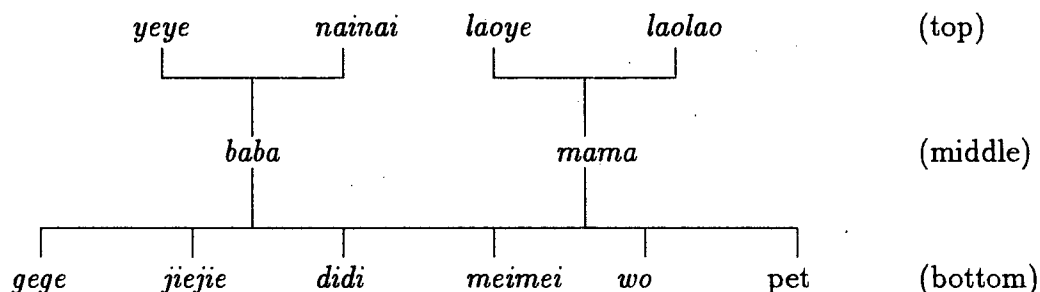 yeye nainai laoye laolao (top)
baba mama (middle)
gege jiejie didi meimei wo pet (bottom)